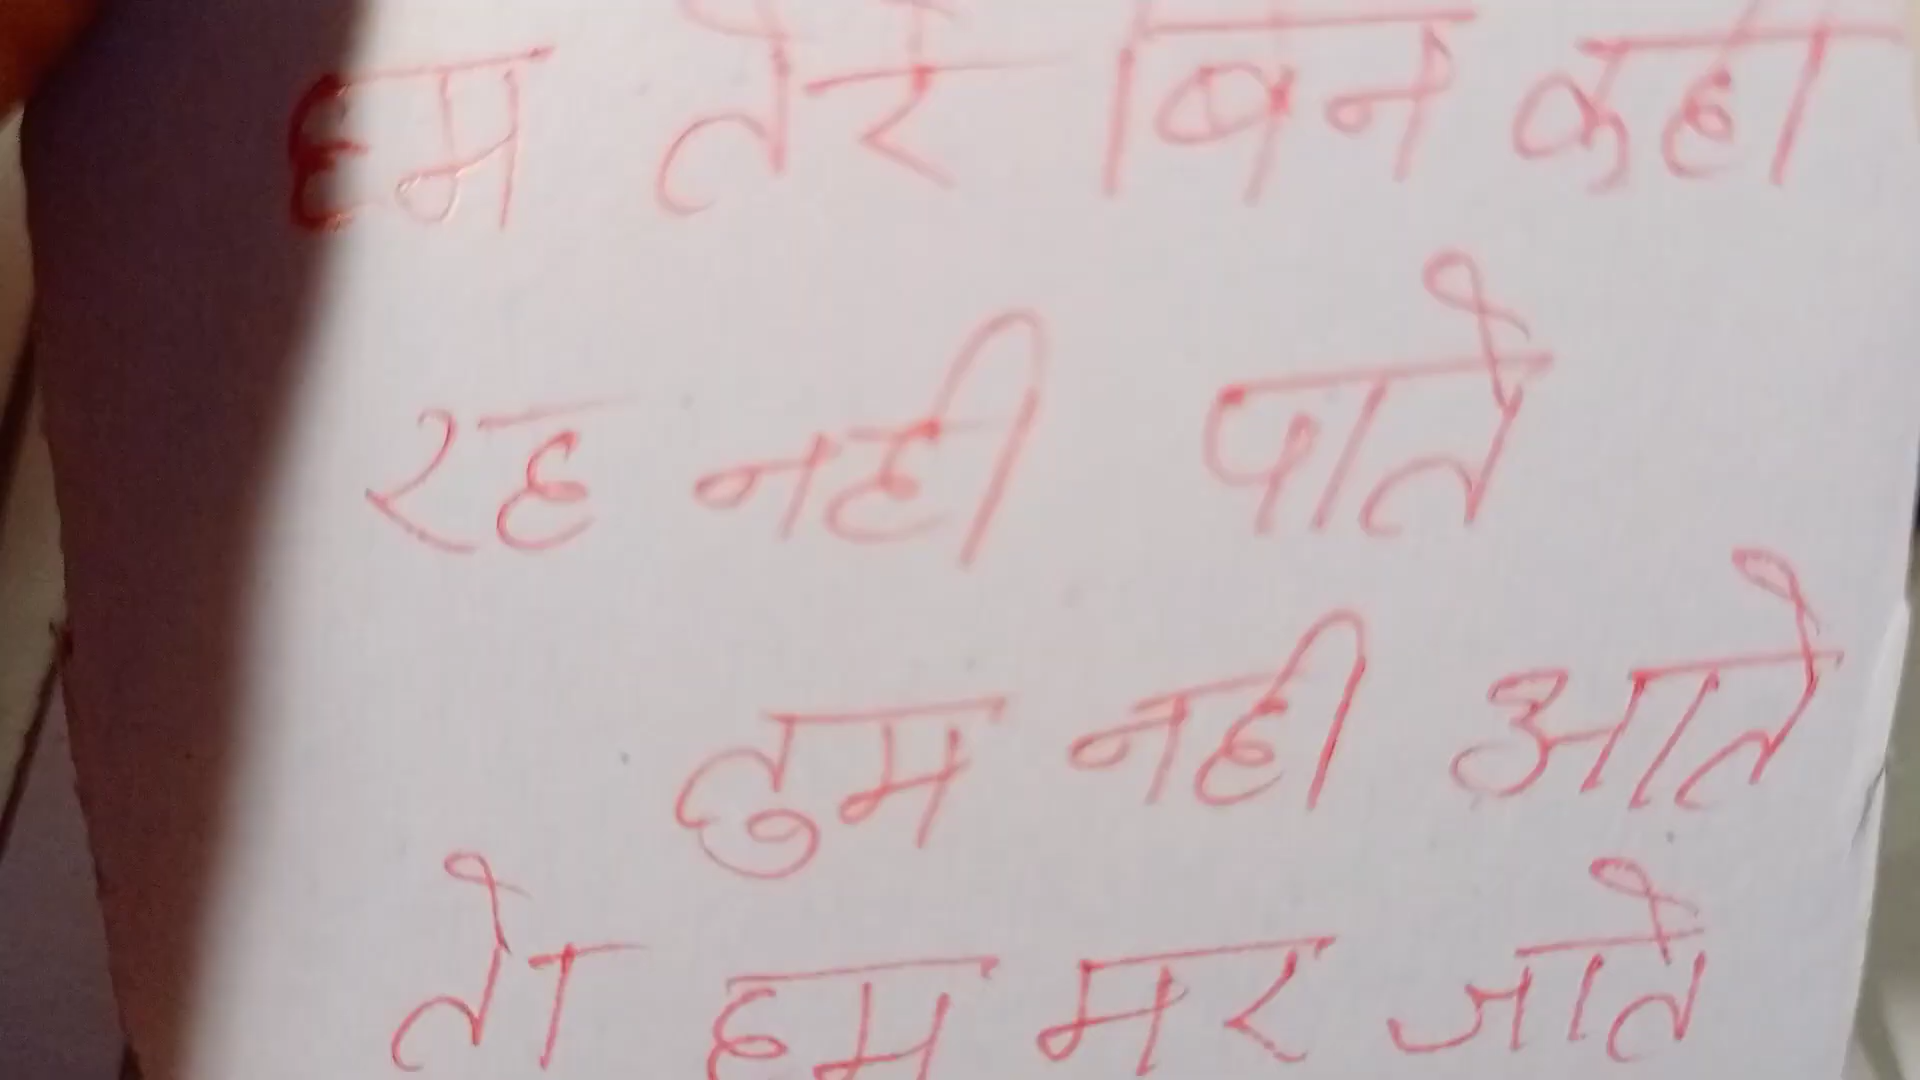 हम तेरे बिन कही
रह नही पाते
तुम नही आते
तो हम मर जाते